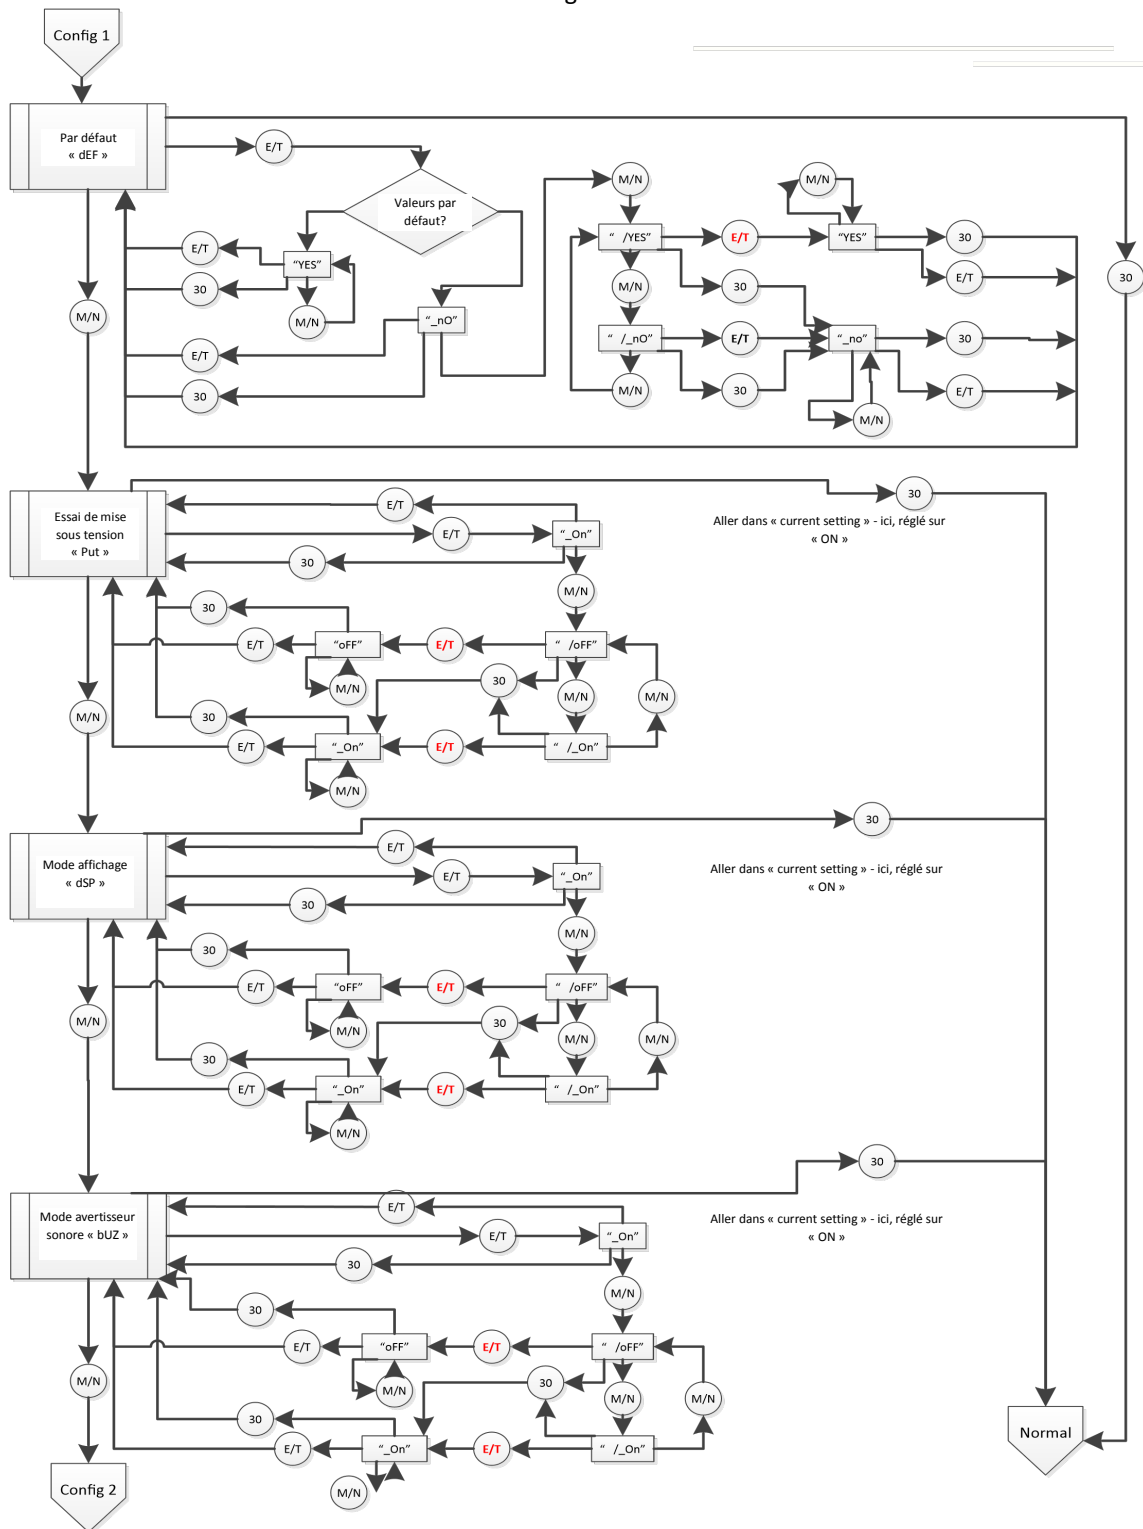 Config 1
Par défaut
« dEF »
E/T
Valeurs par
défaut?
M/N
M/N
“ /YES”
E/T
“YES”
30
E/T
“YES”
E/T
30
30
M/N
30
M/N
M/N
“_nO”
“ /_nO”
E/T
“_no”
30
E/T
M/N
30
E/T
30
M/N
M/N
Essai de mise
sous tension
« Put »
E/T
30
E/T
“_On”
Aller dans « current setting » - ici, réglé sur
« ON »
30
M/N
30
E/T
“oFF”
E/T
“ /oFF”
M/N
30
M/N
M/N
30
M/N
E/T
“_On”
E/T
“ /_On”
M/N
30
Mode affichage
« dSP »
E/T
E/T
“_On”
Aller dans « current setting » - ici, réglé sur
« ON »
30
M/N
30
E/T
“oFF”
E/T
“ /oFF”
M/N
M/N
30
M/N
M/N
30
E/T
“_On”
E/T
“ /_On”
M/N
30
Mode avertisseur
sonore « bUZ »
E/T
E/T
“_On”
Aller dans « current setting » - ici, réglé sur
« ON »
30
M/N
30
E/T
“oFF”
E/T
“ /oFF”
M/N
M/N
30
M/N
M/N
30
E/T
“_On”
E/T
“ /_On”
Normal
M/N
Config 2